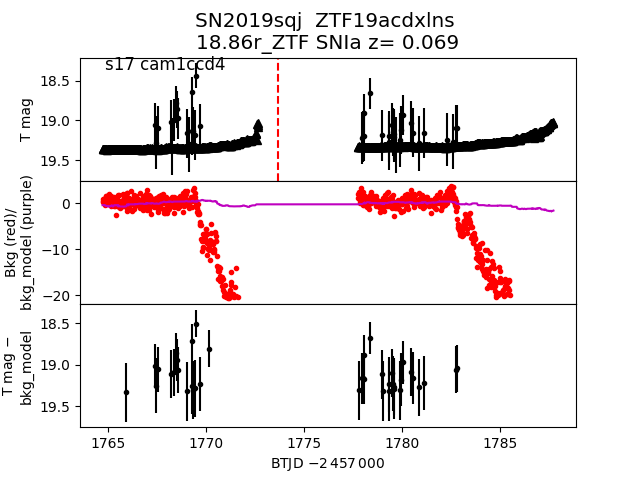 SN2019sqj  ZTF19acdxlns
18.86r_ZTF SNIa z= 0.069
s17 cam1ccd4
T mag
18.5
19.0
19.5
Bkg (red)/
bkg_model (purple)
0
−10
−20
T mag −
bkg_model
18.5
19.0
19.5
1765
1770
1775
1780
1785
BTJD −2 457 000